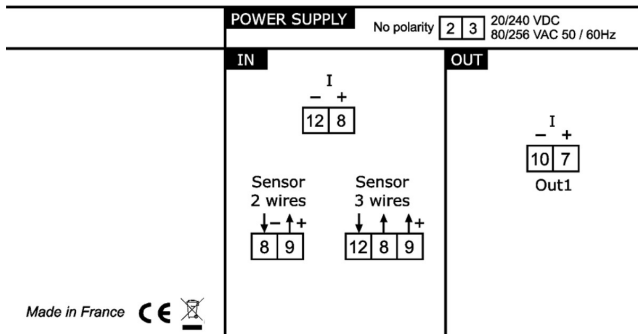 POWER SUPPLY No polarity 2 3 20/240 VDC
80/256 VAC 50 / 60Hz
IN
I
- +
12 8
Sensor
2 wires
- +
8 9
Sensor
3 wires
+
12 8 9
OUT
I
- +
10 7
Out1
Made in France CE